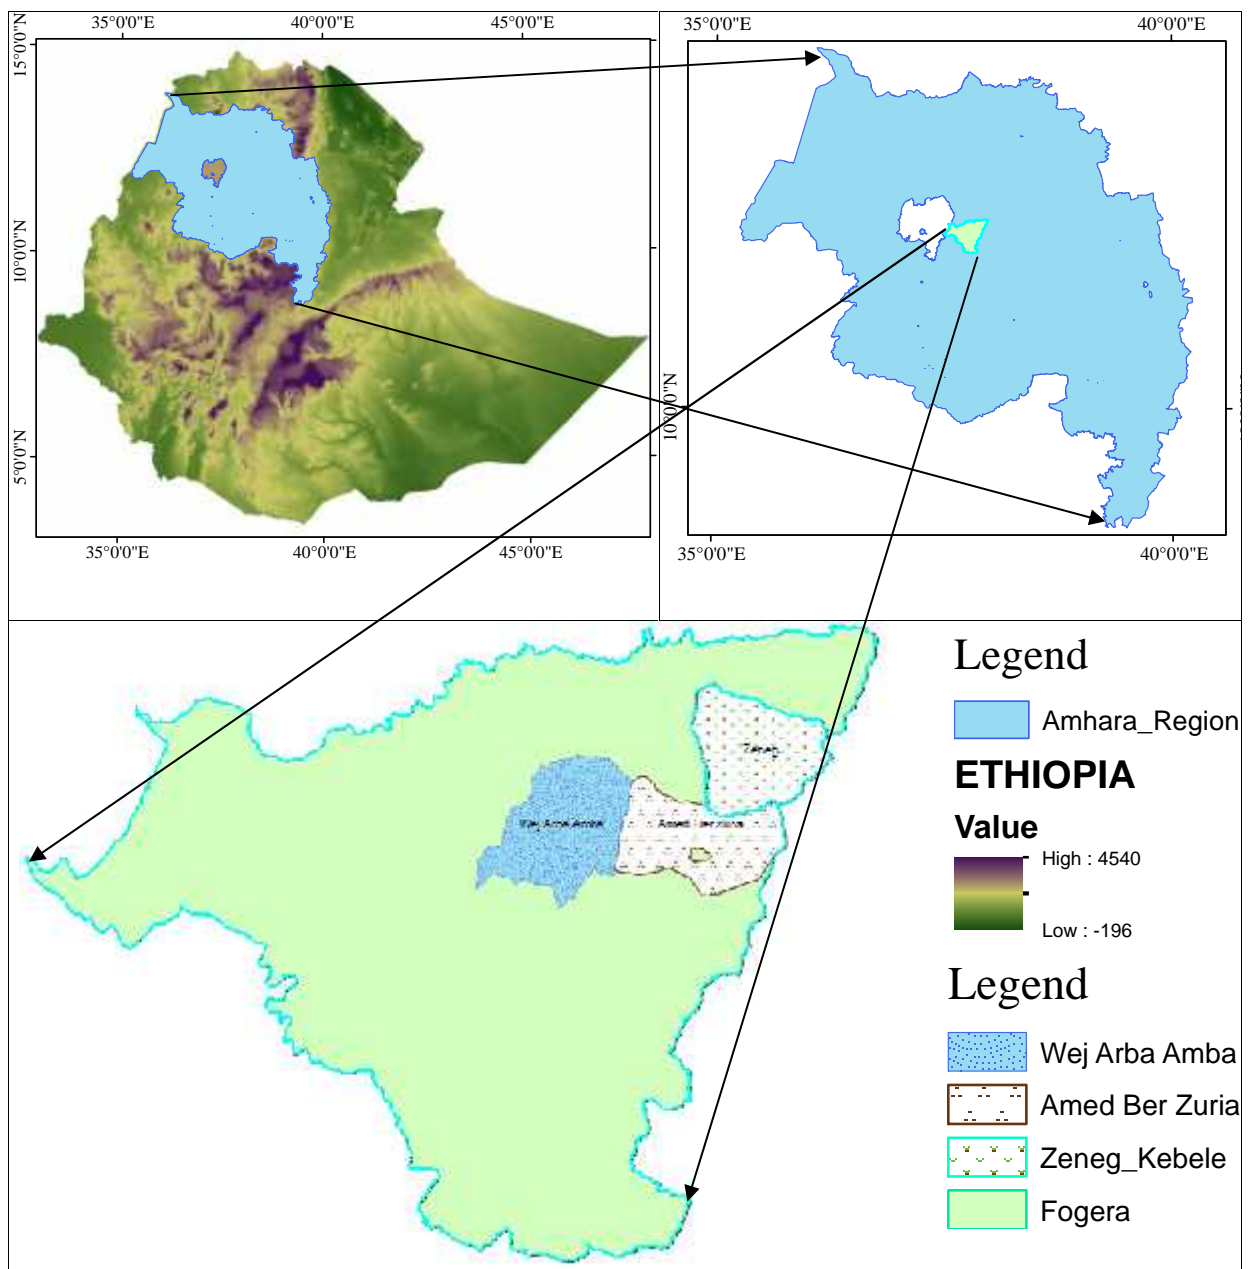 35°0'0"E 40°0'0"E 45°0'0"E
35°0'0"E 40°0'0"E
15°0'0"N
10°0'0"N
5°0'0"N
10°0'0"N
35°0'0"E 40°0'0"E 45°0'0"E
35°0'0"E 40°0'0"E
Legend
Amhara_Region
ETHIOPIA
Value
High : 4540
Low : -196
Zeneg
Wej Arba Amba
Amed Ber Zuria
Legend
Wej Arba Amba
Amed Ber Zuria
Zeneg_Kebele
Fogera